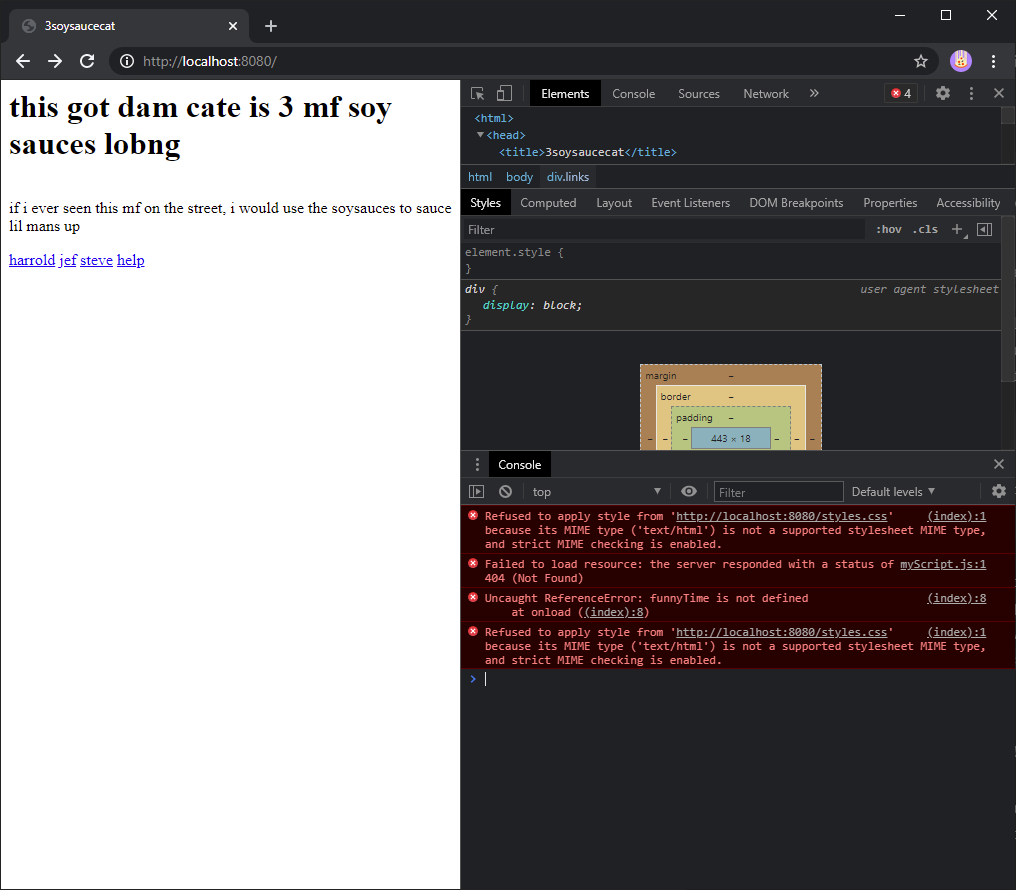 3soysaucecat
http://localhost:8080/
this got dam cate is 3 mf soy
sauces lobng
if i ever seen this mf on the street, i would use the soysauces to sauce
lil mans up
harrold jef steve help
Elements Console Sources Network » 4
<html>
<head>
<title>3soysaucecat</title>
html body div.links
Styles Computed Layout Event Listeners DOM Breakpoints Properties Accessibility
Filter :hov .cls +
element.style {
}
div { user agent stylesheet
display: block;
}
margin –
border –
padding –
– – – 443 × 18 – – –
Console
top Filter Default levels
Refused to apply style from 'http://localhost:8080/styles.css' (index):1
because its MIME type ('text/html') is not a supported stylesheet MIME type,
and strict MIME checking is enabled.
Failed to load resource: the server responded with a status of myScript.js:1
404 (Not Found)
Uncaught ReferenceError: funnyTime is not defined (index):8
at onload ((index):8)
Refused to apply style from 'http://localhost:8080/styles.css' (index):1
because its MIME type ('text/html') is not a supported stylesheet MIME type,
and strict MIME checking is enabled.
>